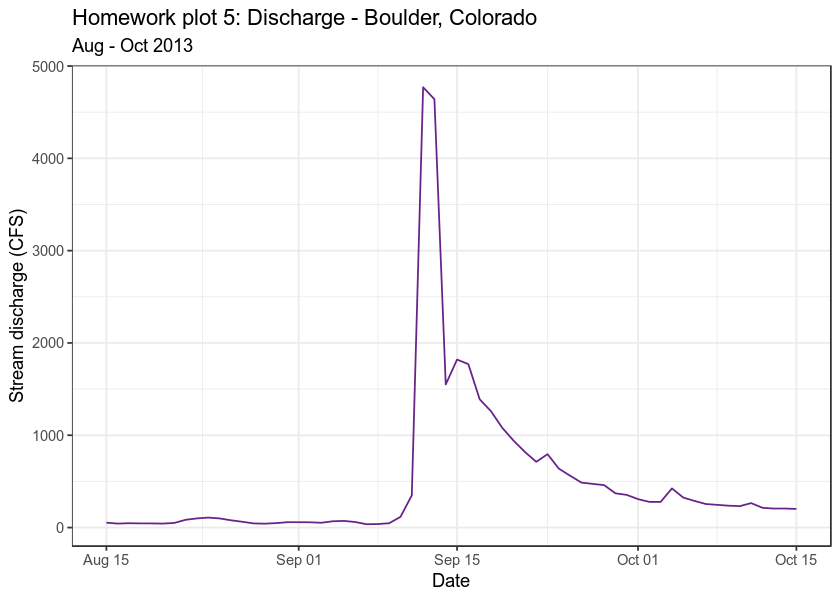 Homework plot 5: Discharge - Boulder, Colorado
Aug - Oct 2013
Stream discharge (CFS)
5000
4000
3000
2000
1000
0
Aug 15 Sep 01 Sep 15 Oct 01 Oct 15
Date